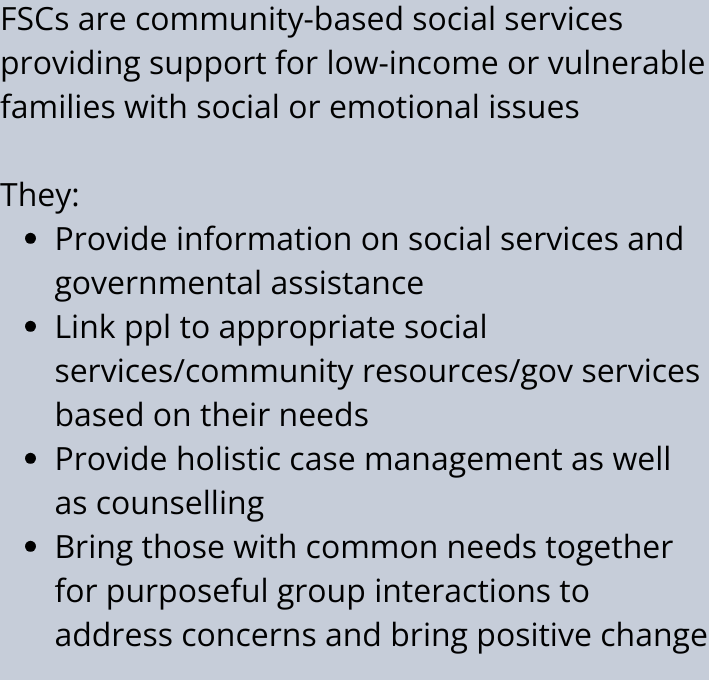 FSCs are community-based social services
providing support for low-income or vulnerable
families with social or emotional issues
They:
• Provide information on social services and
governmental assistance
• Link ppl to appropriate social
services/community resources/gov services
based on their needs
• Provide holistic case management as well
as counselling
• Bring those with common needs together
for purposeful group interactions to
address concerns and bring positive change